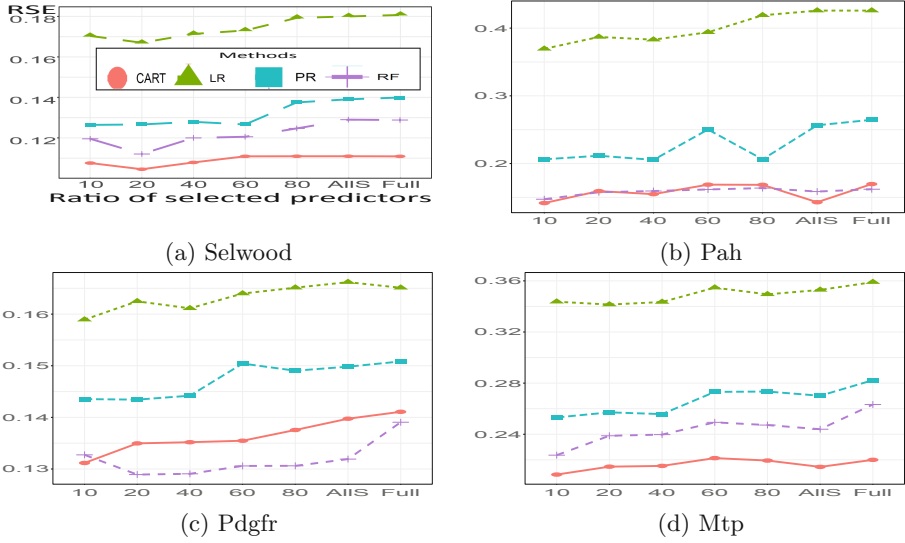 RSE
0.18
0.16
0.14
0.12
Methods
CART LR PR RF
10 20 40 60 80 AllS Full
Ratio of selected predictors
(a) Selwood
0.4
0.3
0.2
10 20 40 60 80 AllS Full
(b) Pah
0.16
0.15
0.14
0.13
10 20 40 60 80 AllS Full
(c) Pdgfr
0.36
0.32
0.28
0.24
10 20 40 60 80 AllS Full
(d) Mtp